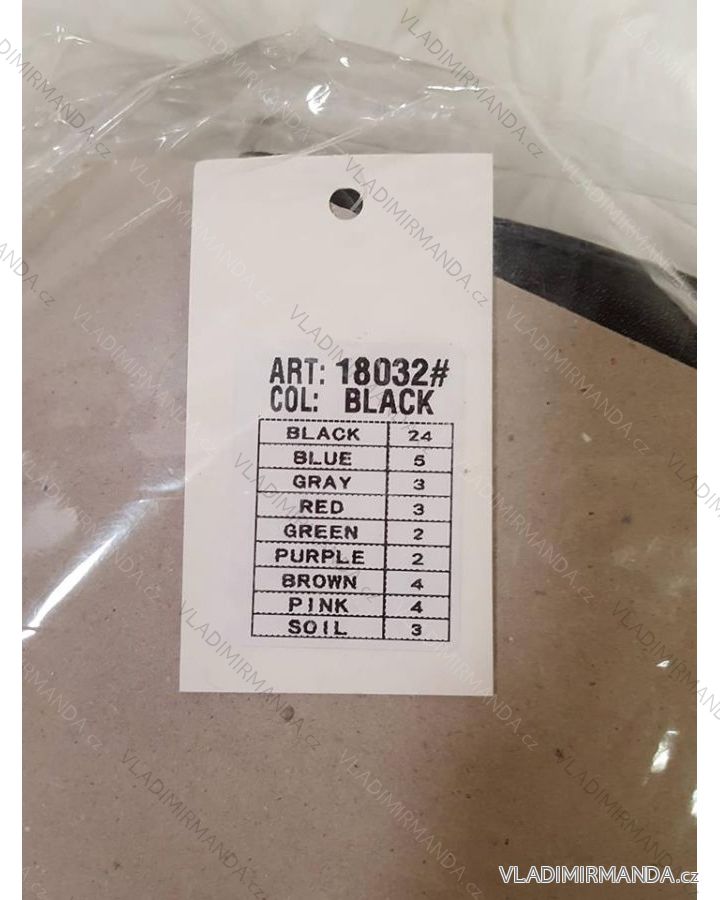 ART: 18032#
COL: BLACK
BLACK 24
BLUE 5
GRAY 3
RED 3
GREEN 2
PURPLE 2
BROWN 4
PINK 4
SOIL 3
VLADIMIRMANDA.cz